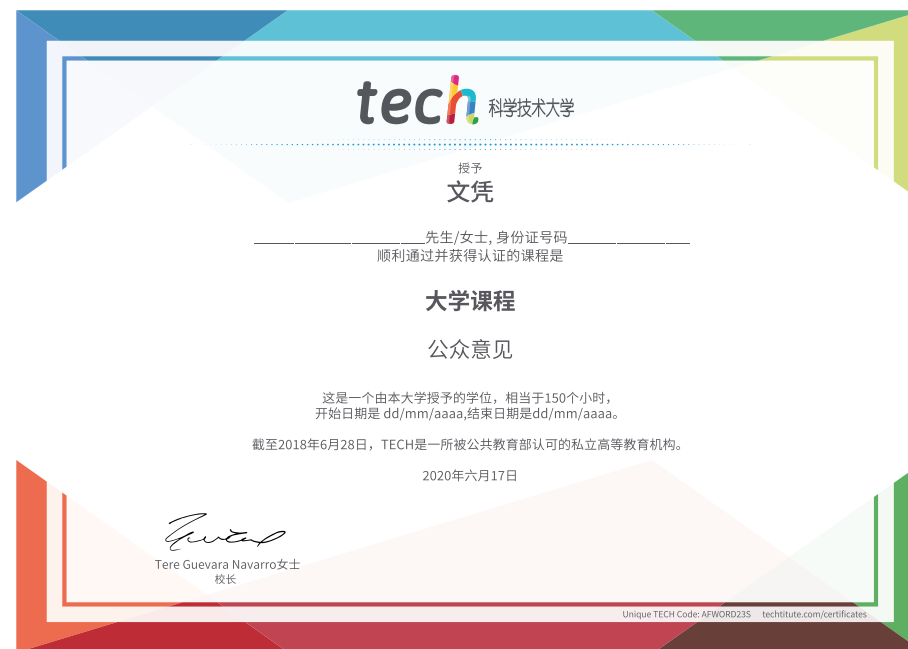 tech 科学技术大学
授予
文凭
________________________先生/女士, 身份证号码_________________
顺利通过并获得认证的课程是
大学课程
公众意见
这是一个由本大学授予的学位，相当于150个小时，
开始日期是 dd/mm/aaaa,结束日期是dd/mm/aaaa。
截至2018年6月28日，TECH是一所被公共教育部认可的私立高等教育机构。
2020年六月17日
Tere Guevara Navarro女士
校长
Unique TECH Code: AFWORD23S techtitute.com/certificates